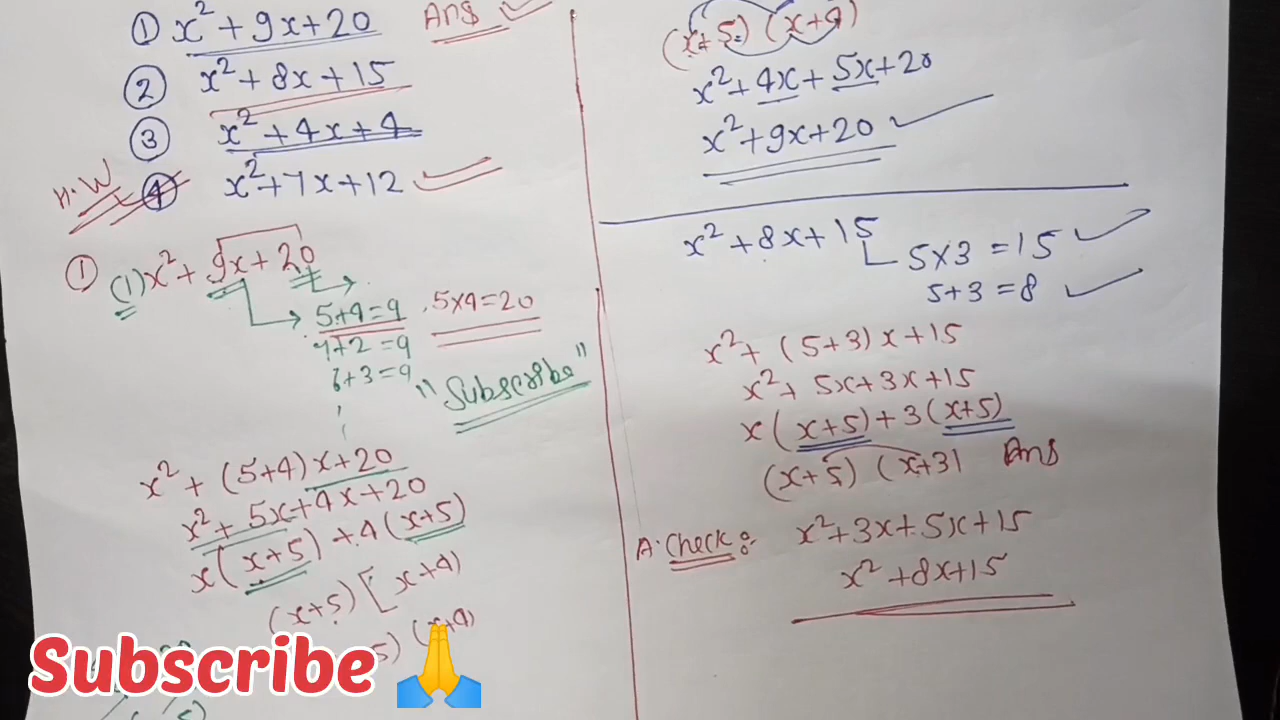 ① x²+9x+20 Ans
② x²+8x+15
③ x²+4x+4
H.W ④ x²+7x+12
① (1)x²+9x+20
5+4=9 5×4=20
7+2=9
6+3=9
"Subscribe"
x²+(5+4)x+20
x²+5x+4x+20
x(x+5)+4(x+5)
(x+5)[x+4)
5) (x+4)
(x+5) (x+4)
x²+4x+5x+20
x²+9x+20
x²+8x+15
5×3=15
5+3=8
x²+(5+3)x+15
x²+5x+3x+15
x(x+5)+3(x+5)
(x+5) (x+3) Ans
A. Check: x²+3x+5x+15
x²+8x+15
Subscribe 🙏